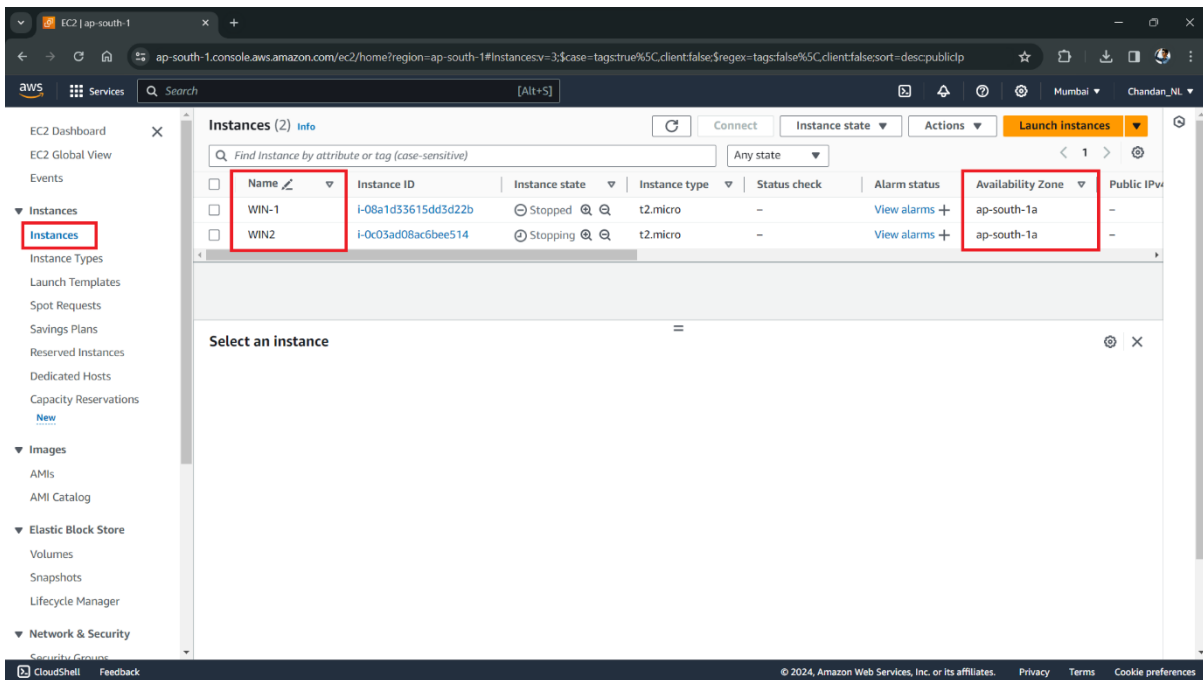 EC2 | ap-south-1
ap-south-1.console.aws.amazon.com/ec2/home?region=ap-south-1#Instances:v=3;$case=tags:true%5C,client:false;$regex=tags:false%5C,client:false;sort=desc:publicIp
aws Services Search [Alt+S] Mumbai Chandan_NL
EC2 Dashboard
EC2 Global View
Events
Instances
Instances
Instance Types
Launch Templates
Spot Requests
Savings Plans
Reserved Instances
Dedicated Hosts
Capacity Reservations
New
Images
AMIs
AMI Catalog
Elastic Block Store
Volumes
Snapshots
Lifecycle Manager
Network & Security
Security Groups
Instances (2) Info Connect Instance state Actions Launch instances
Find Instance by attribute or tag (case-sensitive) Any state 1
Name Instance ID Instance state Instance type Status check Alarm status Availability Zone Public IPv4
WIN-1 i-08a1d33615dd3d22b Stopped t2.micro – View alarms + ap-south-1a –
WIN2 i-0c03ad08ac6bee514 Stopping t2.micro – View alarms + ap-south-1a –
Select an instance
CloudShell Feedback © 2024, Amazon Web Services, Inc. or its affiliates. Privacy Terms Cookie preferences